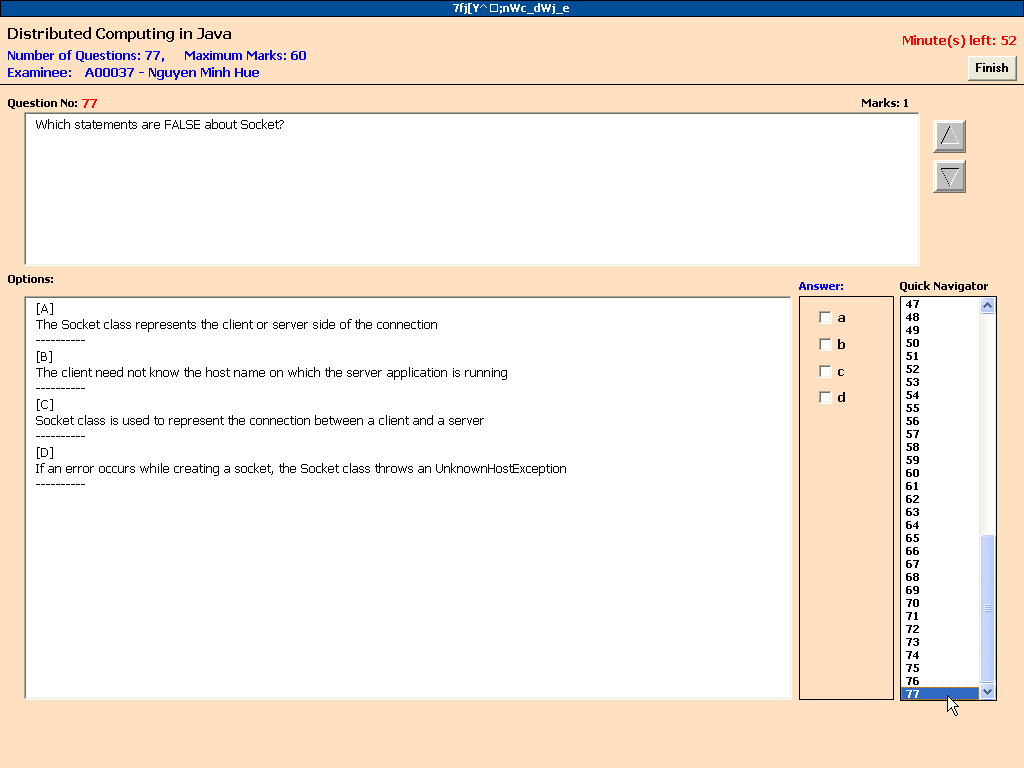 7fj[Y^ □;nWc_dWj_e
Distributed Computing in Java
Number of Questions: 77, Maximum Marks: 60
Minute(s) left: 52
Examinee: A00037 - Nguyen Minh Hue
Finish
Question No: 77
Marks: 1
Which statements are FALSE about Socket?
Options:
[A]
The Socket class represents the client or server side of the connection
----------
[B]
The client need not know the host name on which the server application is running
----------
[C]
Socket class is used to represent the connection between a client and a server
----------
[D]
If an error occurs while creating a socket, the Socket class throws an UnknownHostException
----------
Answer:
a
b
c
d
Quick Navigator
47
48
49
50
51
52
53
54
55
56
57
58
59
60
61
62
63
64
65
66
67
68
69
70
71
72
73
74
75
76
77